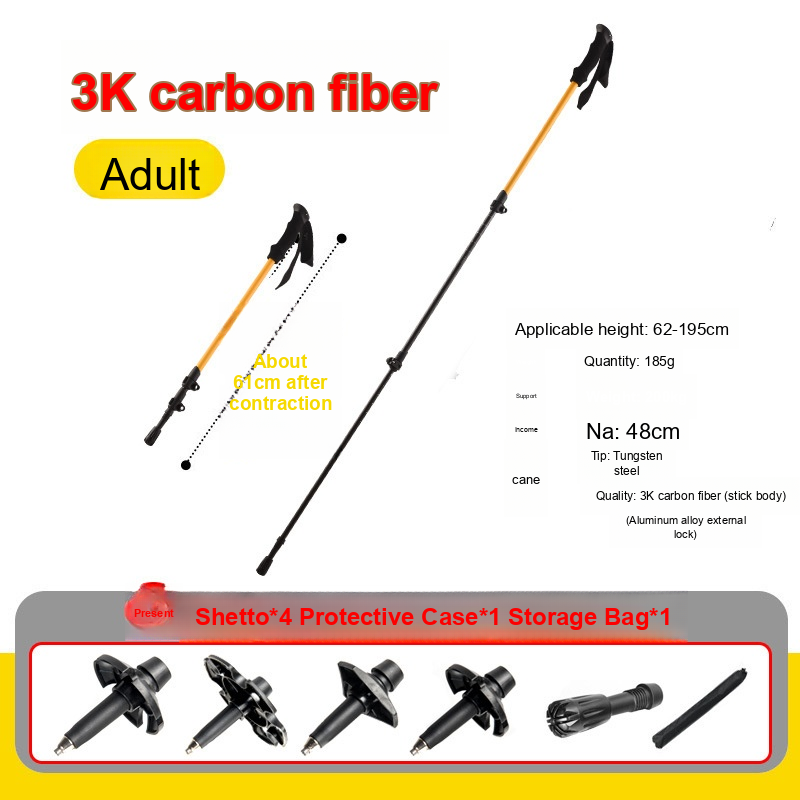 3K carbon fiber
Adult
About
61cm after
contraction
Applicable height: 62-195cm
Quantity: 185g
Support
Income
Na: 48cm
Tip: Tungsten
steel
cane
Quality: 3K carbon fiber (stick body)
(Aluminum alloy external
lock)
Present
Shetto*4 Protective Case*1 Storage Bag*1